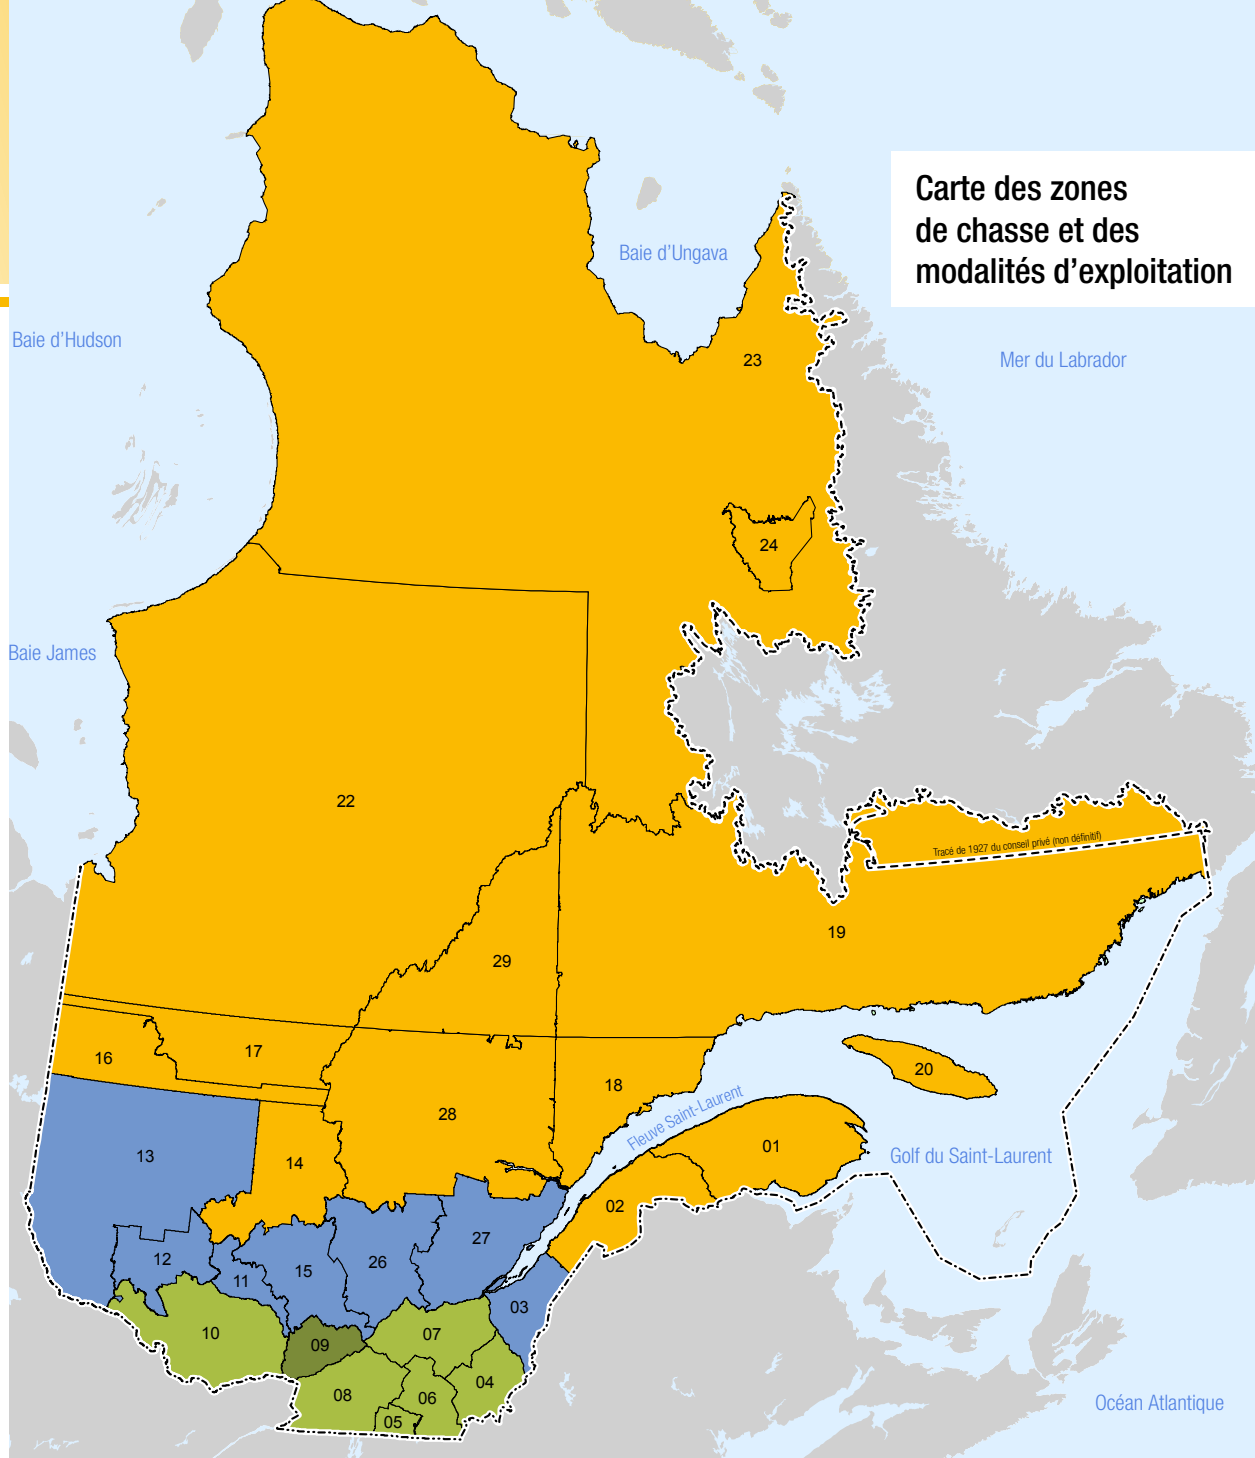 Carte des zones
de chasse et des
modalités d'exploitation
Baie d'Ungava
Baie d'Hudson
23
Mer du Labrador
24
Baie James
22
Tracé de 1927 du conseil privé (non définitif)
19
29
17
16
20
18
Fleuve Saint-Laurent
28
01
13
14
Golf du Saint-Laurent
02
27
12
26
15
11
03
10
07
09
04
08
06
05
Océan Atlantique